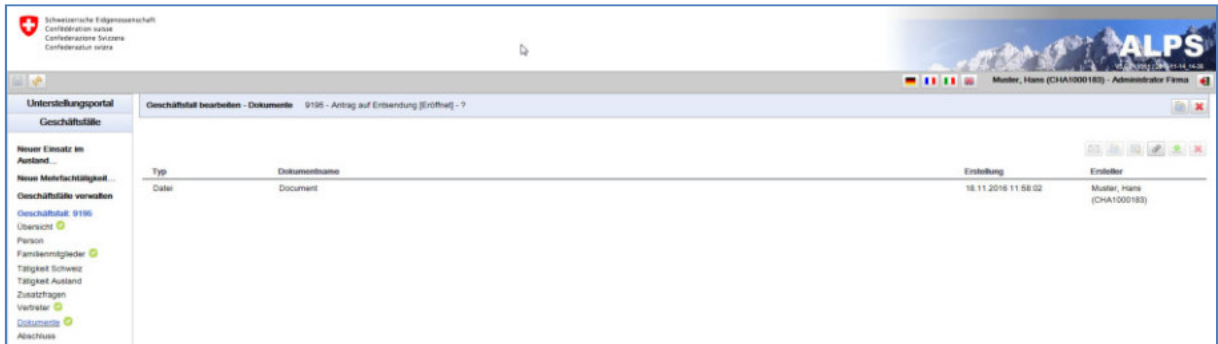 Schweizerische Eidgenossenschaft
Confédération suisse
Confederazione Svizzera
Confederaziun svizra
ALPS
Muster, Hans (CHA1000183) - Administrator Firma
Unterstellungsportal
Geschäftsfälle
Geschäftsfall bearbeiten - Dokumente 9195 - Antrag auf Entsendung [Eröffnet] - ?
Neuer Einsatz im
Ausland...
Neue Mehrfachtätigkeit...
Geschäftsfälle verwalten
Geschäftsfall: 9195
Übersicht
Person
Familienmitglieder
Tätigkeit Schweiz
Tätigkeit Ausland
Zusatzfragen
Vertreter
Dokumente
Abschluss
Typ Dokumentname Erstellung Ersteller
Datei Document 18.11.2016 11:58:02 Muster, Hans
(CHA1000183)